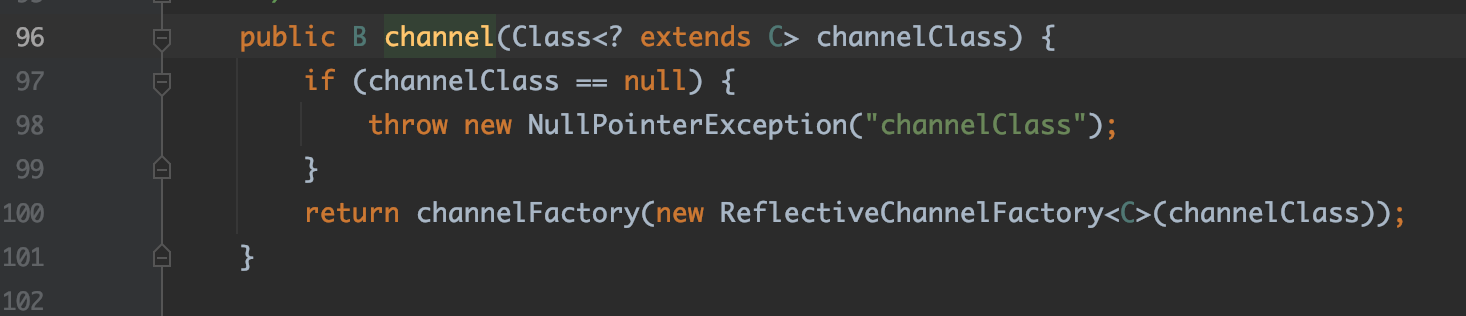 96 public B channel(Class<? extends C> channelClass) {
97 if (channelClass == null) {
98 throw new NullPointerException("channelClass");
99 }
100 return channelFactory(new ReflectiveChannelFactory<C>(channelClass));
101 }
102